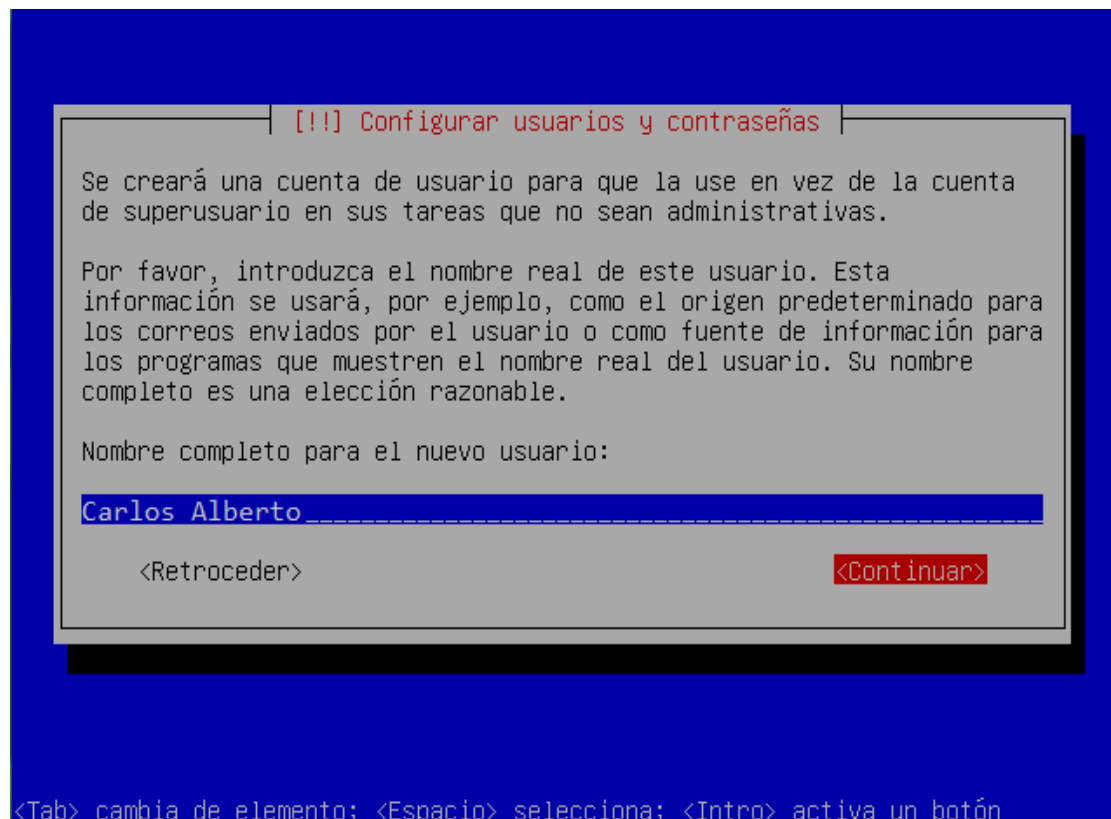 [!!] Configurar usuarios y contraseñas
Se creará una cuenta de usuario para que la use en vez de la cuenta
de superusuario en sus tareas que no sean administrativas.
Por favor, introduzca el nombre real de este usuario. Esta
información se usará, por ejemplo, como el origen predeterminado para
los correos enviados por el usuario o como fuente de información para
los programas que muestren el nombre real del usuario. Su nombre
completo es una elección razonable.
Nombre completo para el nuevo usuario:
Carlos Alberto
<Retroceder> <Continuar>
<Tab> cambia de elemento; <Espacio> selecciona; <Intro> activa un botón